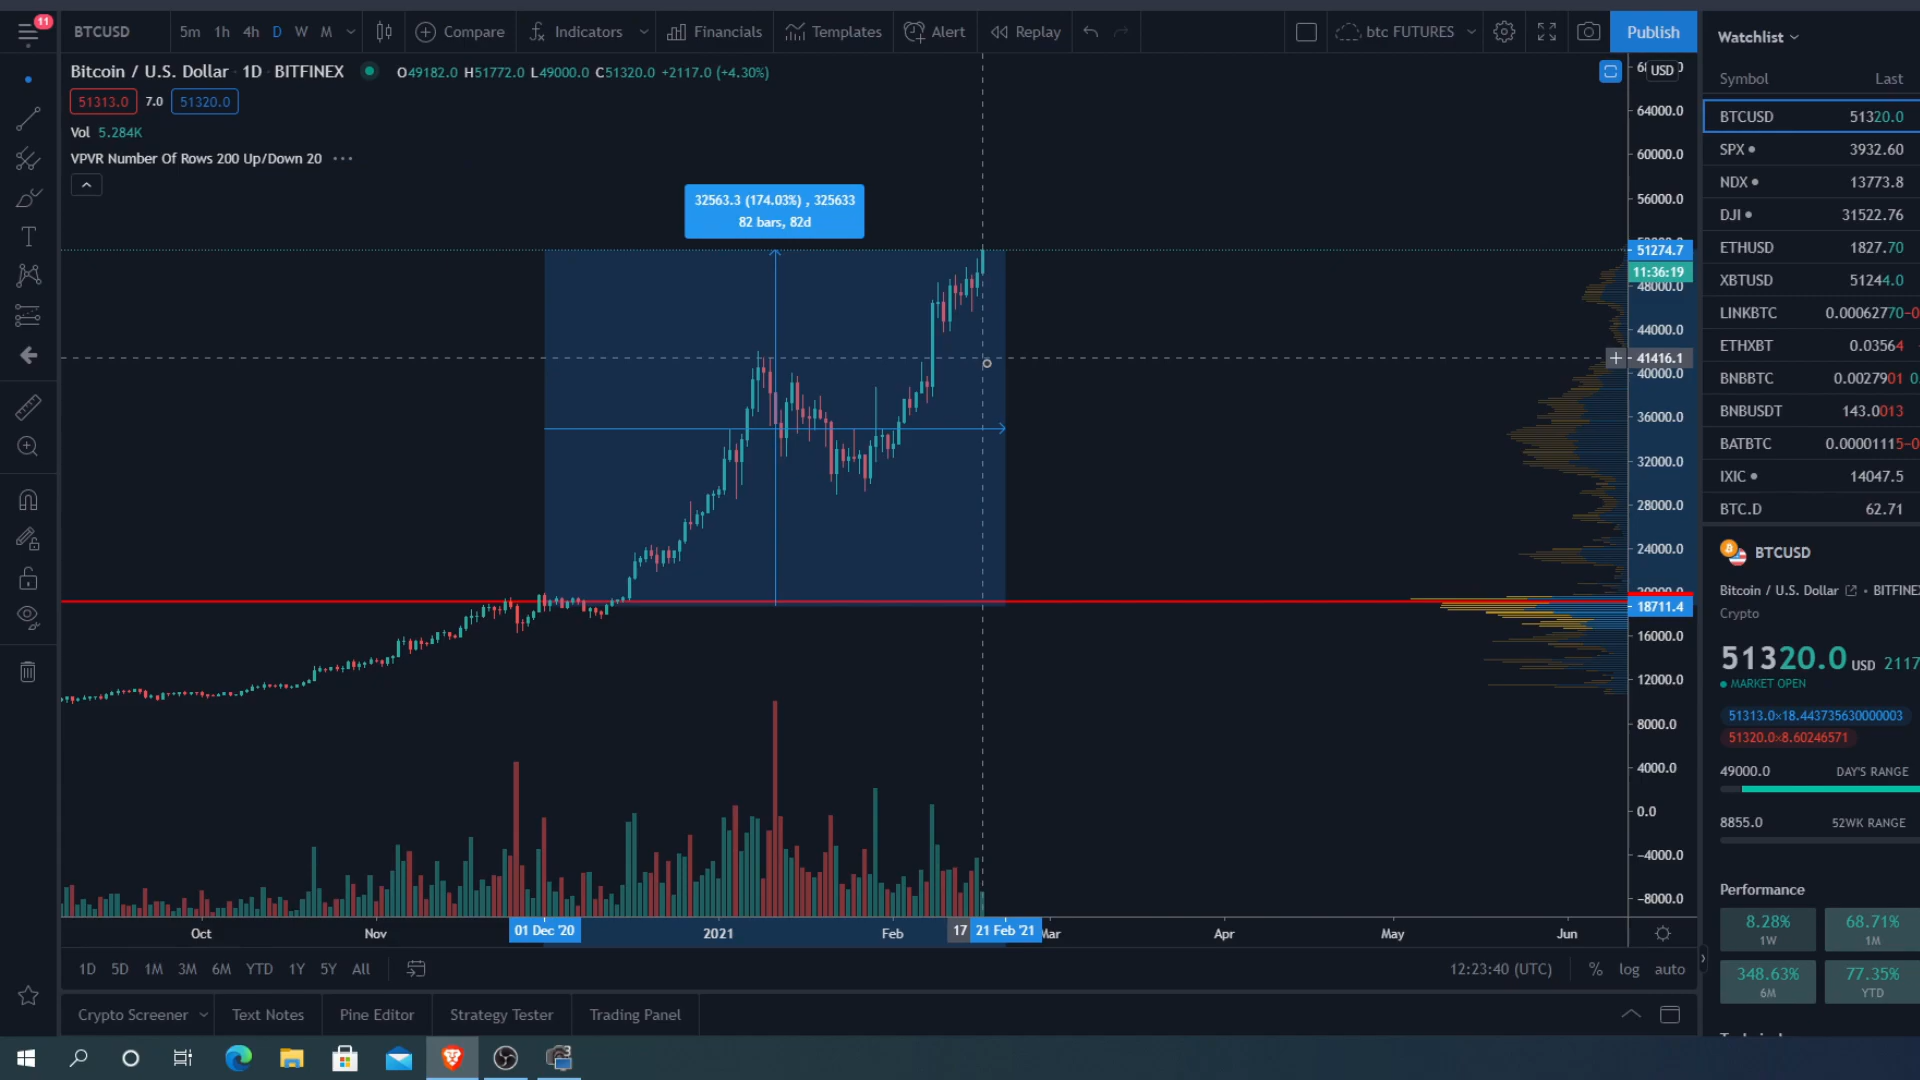 11
BTCUSD
5m 1h 4h D W M
Compare
Indicators
Financials
Templates
Alert
Replay
btc FUTURES
Publish
Watchlist
Bitcoin / U.S. Dollar 1D BITFINEX
O49182.0 H51772.0 L49000.0 C51320.0 +2117.0 (+4.30%)
51313.0 7.0 51320.0
Vol 5.284K
VPVR Number Of Rows 200 Up/Down 20
32563.3 (174.03%) , 325633
82 bars, 82d
USD
64000.0
60000.0
56000.0
51274.7
11:36:19
48000.0
44000.0
41416.1
40000.0
36000.0
32000.0
28000.0
24000.0
18711.4
16000.0
12000.0
8000.0
4000.0
0.0
−4000.0
−8000.0
Oct
Nov
01 Dec '20
2021
Feb
17
21 Feb '21
Mar
Apr
May
Jun
1D 5D 1M 3M 6M YTD 1Y 5Y All
12:23:40 (UTC)
% log auto
Crypto Screener
Text Notes
Pine Editor
Strategy Tester
Trading Panel
Symbol Last
BTCUSD 51320.0
SPX 3932.60
NDX 13773.8
DJI 31522.76
ETHUSD 1827.70
XBTUSD 51244.0
LINKBTC 0.00062770 −0
ETHXBT 0.03564
BNBBTC 0.0027901 0.
BNBUSDT 143.0013
BATBTC 0.00001115 −0
IXIC 14047.5
BTC.D 62.71
BTCUSD
Bitcoin / U.S. Dollar • BITFINEX
Crypto
51320.0 USD 2117
MARKET OPEN
51313.0×18.443735630000003
51320.0×8.60246571
49000.0 DAY'S RANGE
8855.0 52WK RANGE
Performance
8.28% 68.71%
1W 1M
348.63% 77.35%
6M YTD